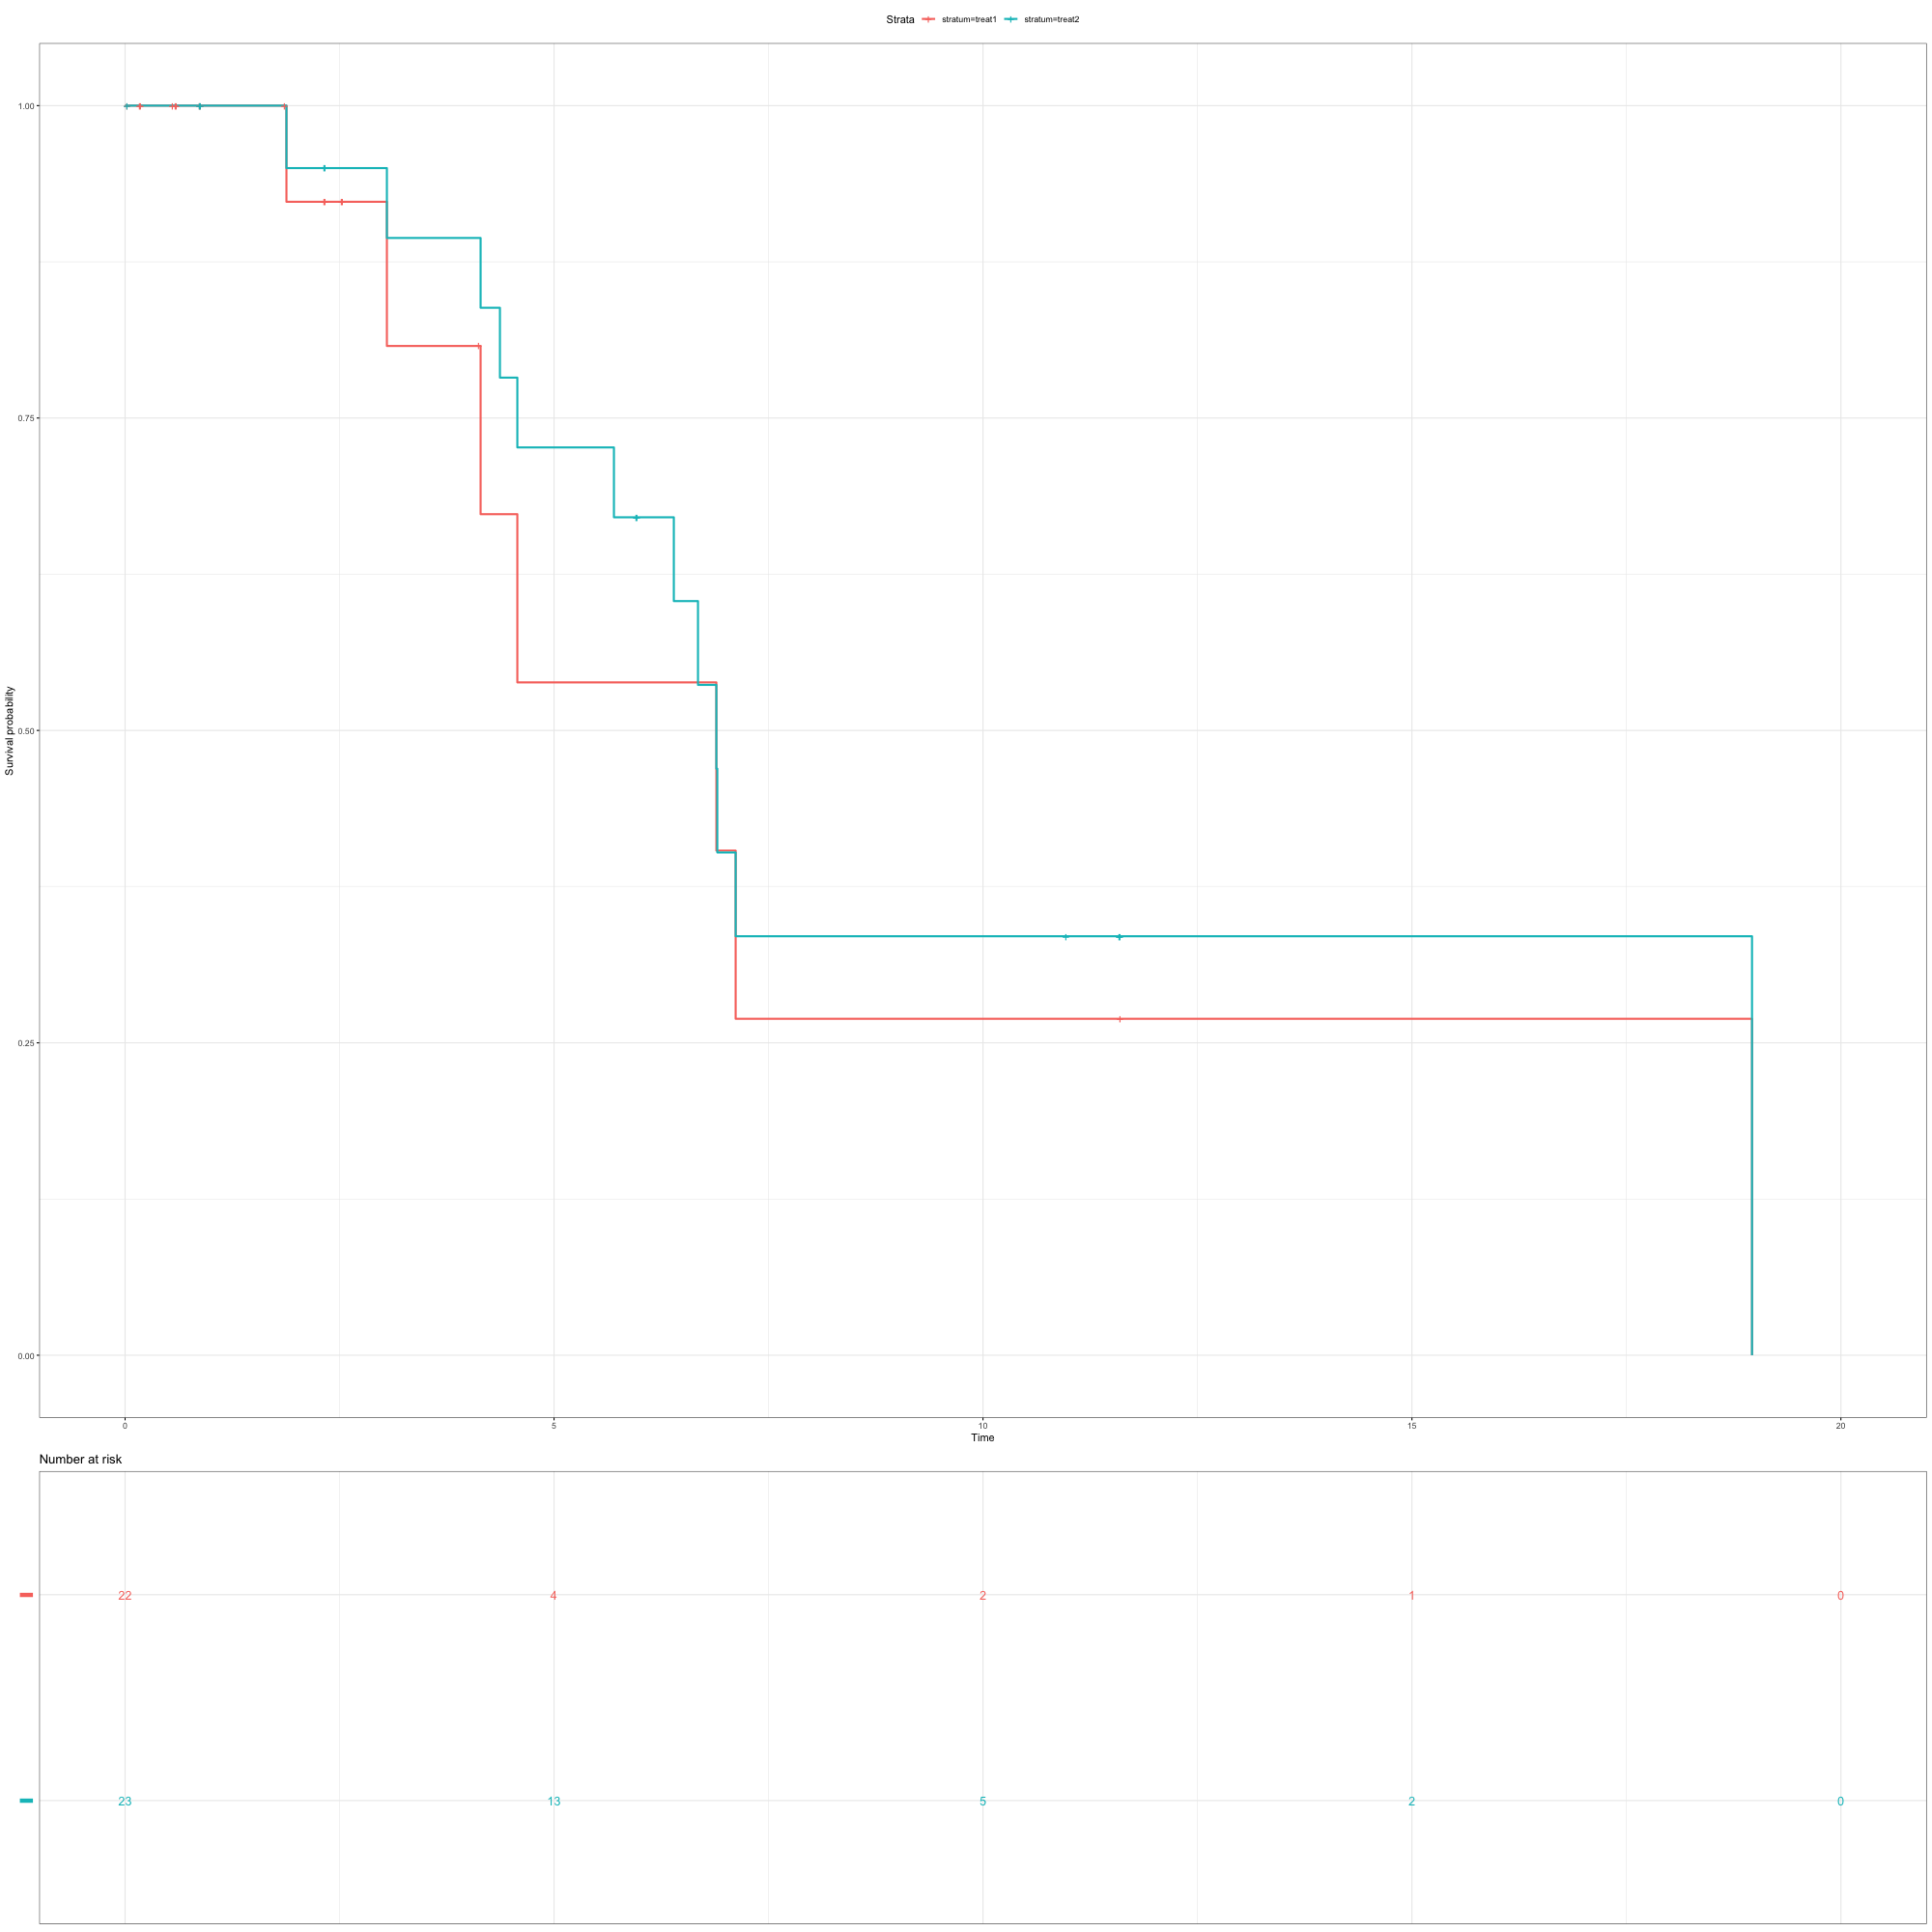 Strata stratum=treat1 stratum=treat2
1.00
0.75
0.50
0.25
0.00
Survival probability
0 5 10 15 20
Time
Number at risk
22 4 2 1 0
23 13 5 2 0